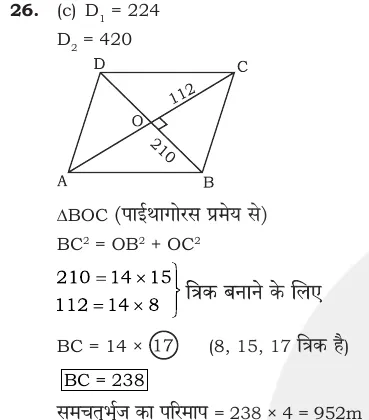 26. (c) D₁ = 224
D₂ = 420
D C
112
O
210
A B
ΔBOC (पाईथागोरस प्रमेय से)
BC² = OB² + OC²
210 = 14 × 15
112 = 14 × 8 } त्रिक बनाने के लिए
BC = 14 × 17 (8, 15, 17 त्रिक है)
BC = 238
समचतुर्भुज का परिमाप = 238 × 4 = 952m